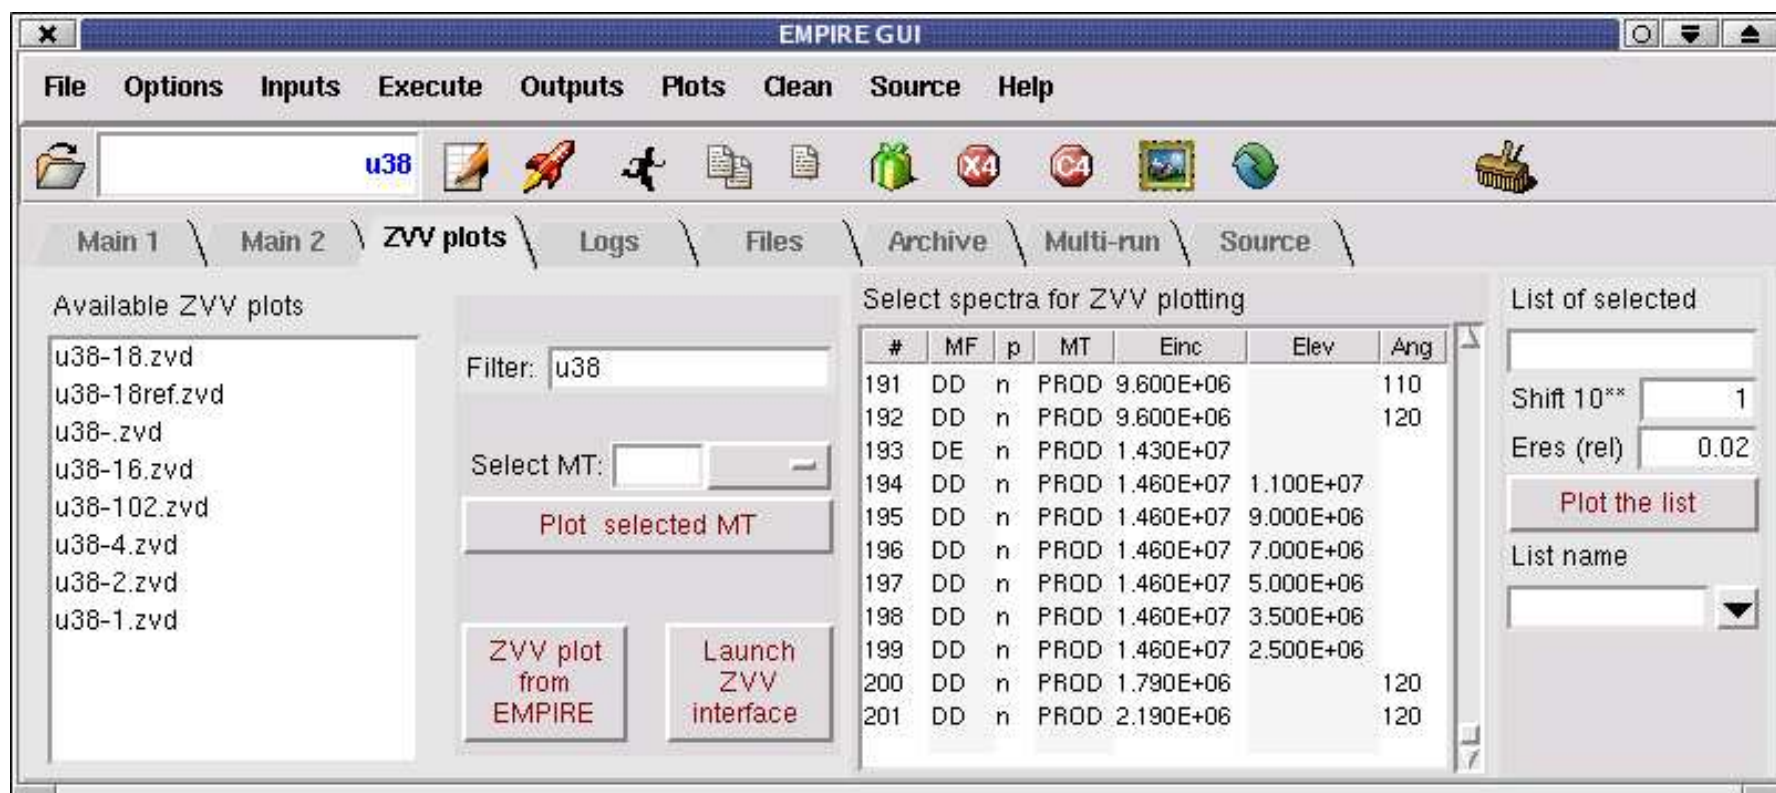 EMPIRE GUI
File Options Inputs Execute Outputs Plots Clean Source Help
u38 X4 C4
Main 1 Main 2 ZVV plots Logs Files Archive Multi-run Source
Available ZVV plots
u38-18.zvd
u38-18ref.zvd
u38-.zvd
u38-16.zvd
u38-102.zvd
u38-4.zvd
u38-2.zvd
u38-1.zvd
Filter: u38
Select MT:
Plot selected MT
ZVV plot
from
EMPIRE
Launch
ZVV
interface
Select spectra for ZVV plotting
# MF p MT Einc Elev Ang
191 DD n PROD 9.600E+06 110
192 DD n PROD 9.600E+06 120
193 DE n PROD 1.430E+07
194 DD n PROD 1.460E+07 1.100E+07
195 DD n PROD 1.460E+07 9.000E+06
196 DD n PROD 1.460E+07 7.000E+06
197 DD n PROD 1.460E+07 5.000E+06
198 DD n PROD 1.460E+07 3.500E+06
199 DD n PROD 1.460E+07 2.500E+06
200 DD n PROD 1.790E+06 120
201 DD n PROD 2.190E+06 120
List of selected
Shift 10** 1
Eres (rel) 0.02
Plot the list
List name